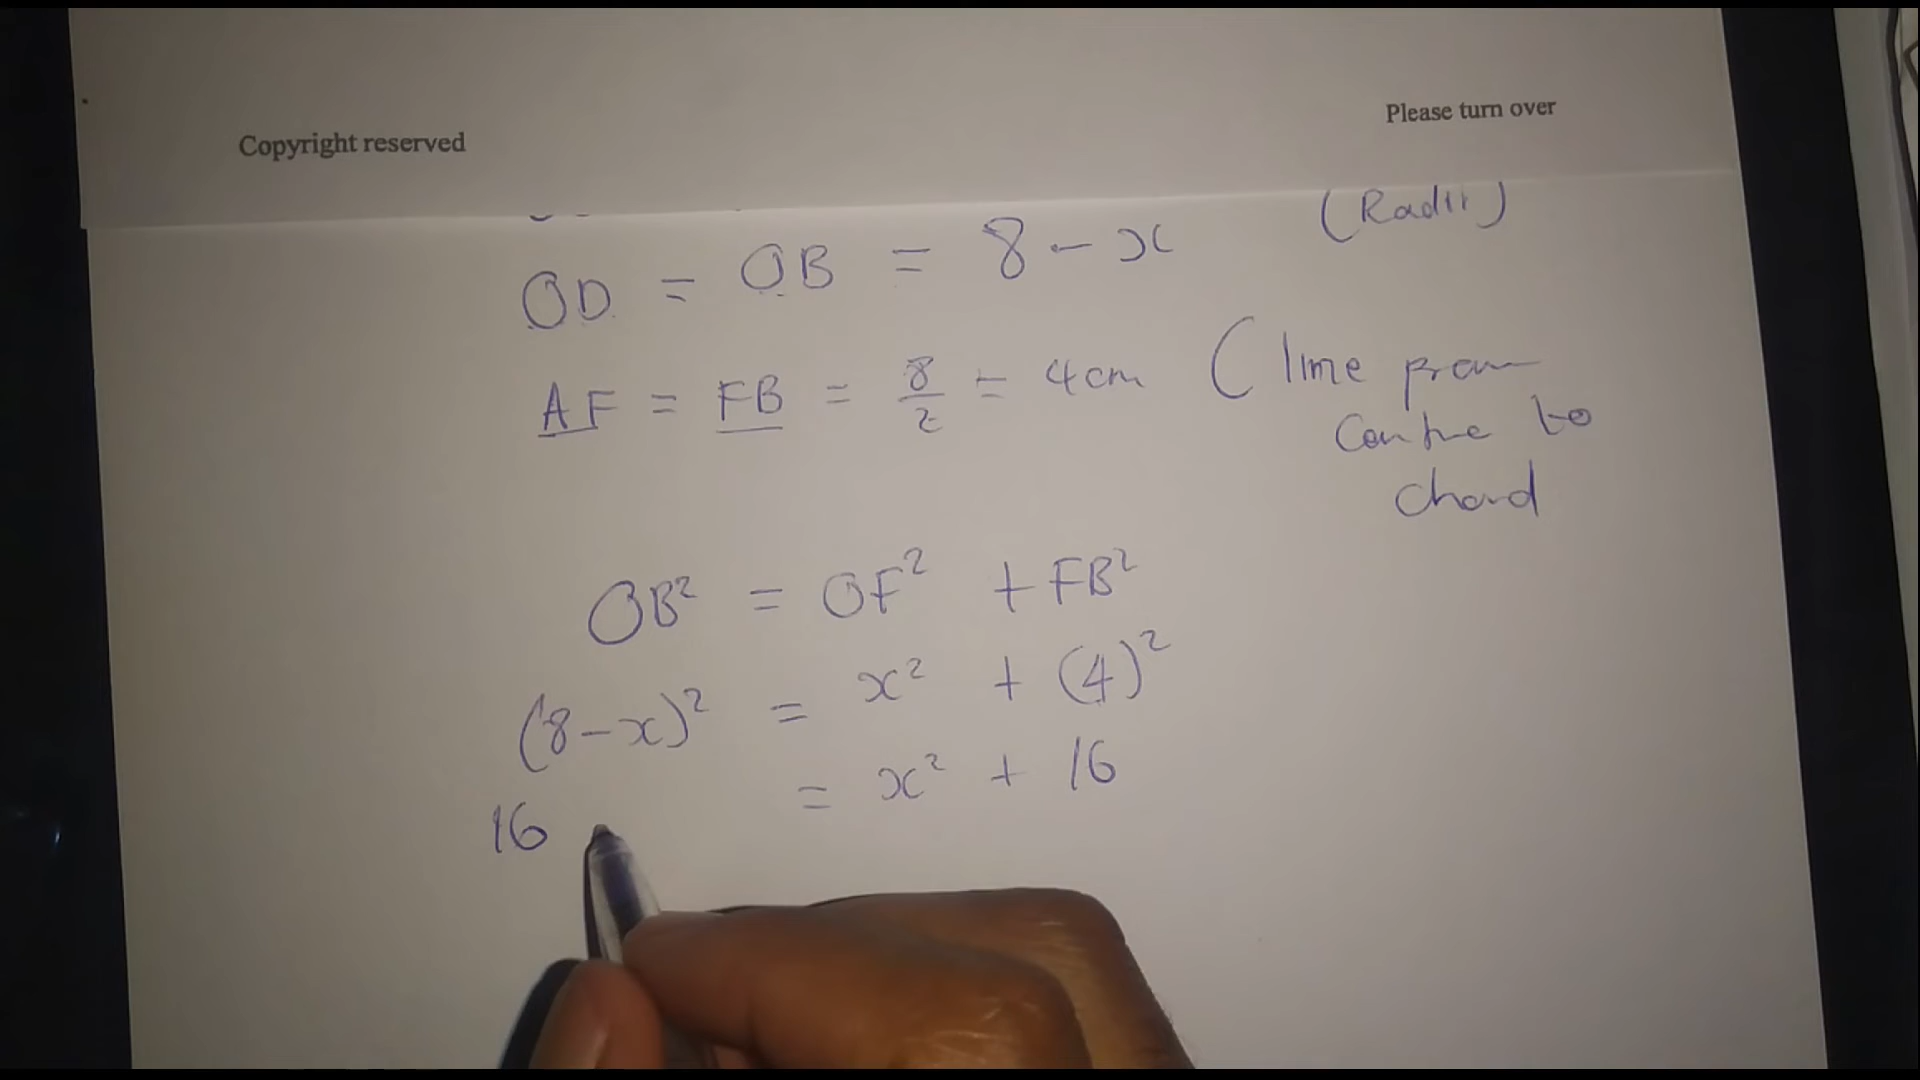 Please turn over
Copyright reserved
(Radii)
OD = OB = 8 - x
AF = FB = 8/2 = 4cm (line from
Centre to
chord
OB² = OF² + FB²
(8-x)² = x² + (4)²
= x² + 16
16